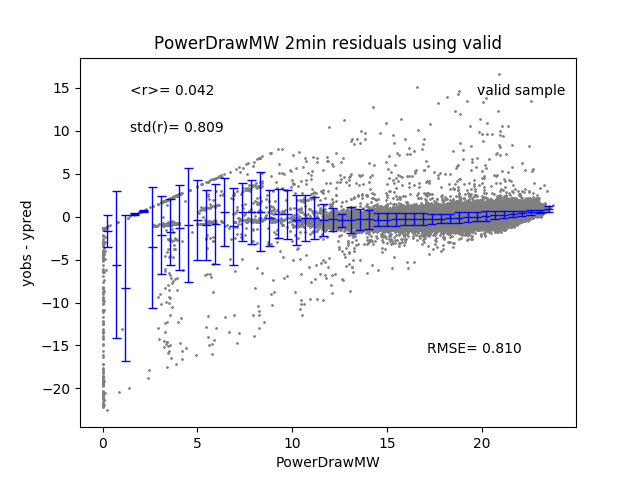 PowerDrawMW 2min residuals using valid
<r>= 0.042
valid sample
std(r)= 0.809
RMSE= 0.810
yobs - ypred
15
10
5
0
−5
−10
−15
−20
0 5 10 15 20
PowerDrawMW